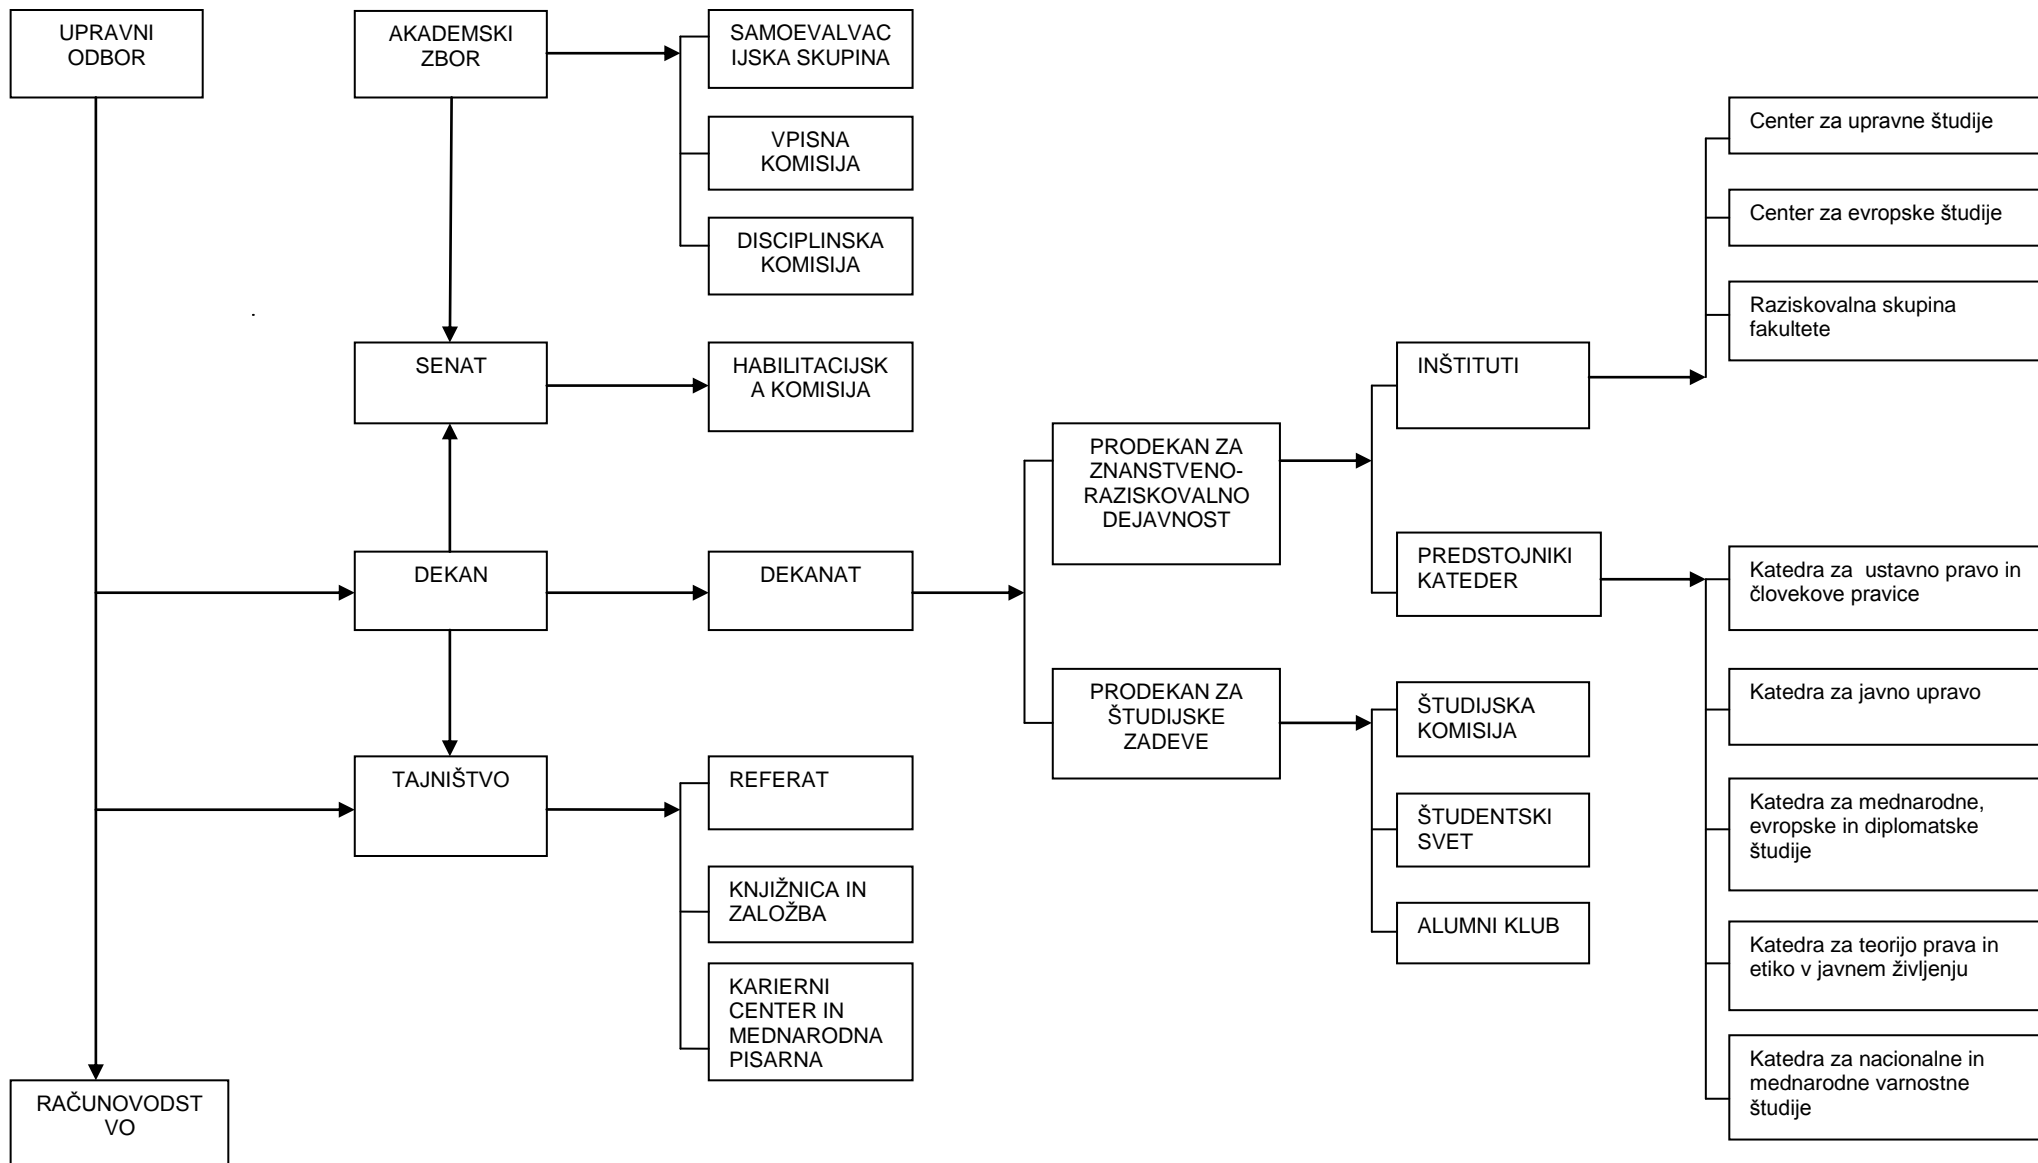 UPRAVNI
ODBOR
AKADEMSKI
ZBOR
SAMOEVALVAC
IJSKA SKUPINA
VPISNA
KOMISIJA
DISCIPLINSKA
KOMISIJA
SENAT
HABILITACIJSK
A KOMISIJA
DEKAN
DEKANAT
TAJNIŠTVO
REFERAT
KNJIŽNICA IN
ZALOŽBA
KARIERNI
CENTER IN
MEDNARODNA
PISARNA
RAČUNOVODST
VO
PRODEKAN ZA
ZNANSTVENO-
RAZISKOVALNO
DEJAVNOST
PRODEKAN ZA
ŠTUDIJSKE
ZADEVE
INŠTITUTI
PREDSTOJNIKI
KATEDER
ŠTUDIJSKA
KOMISIJA
ŠTUDENTSKI
SVET
ALUMNI KLUB
Center za upravne študije
Center za evropske študije
Raziskovalna skupina
fakultete
Katedra za  ustavno pravo in
človekove pravice
Katedra za javno upravo
Katedra za mednarodne,
evropske in diplomatske
študije
Katedra za teorijo prava in
etiko v javnem življenju
Katedra za nacionalne in
mednarodne varnostne
študije